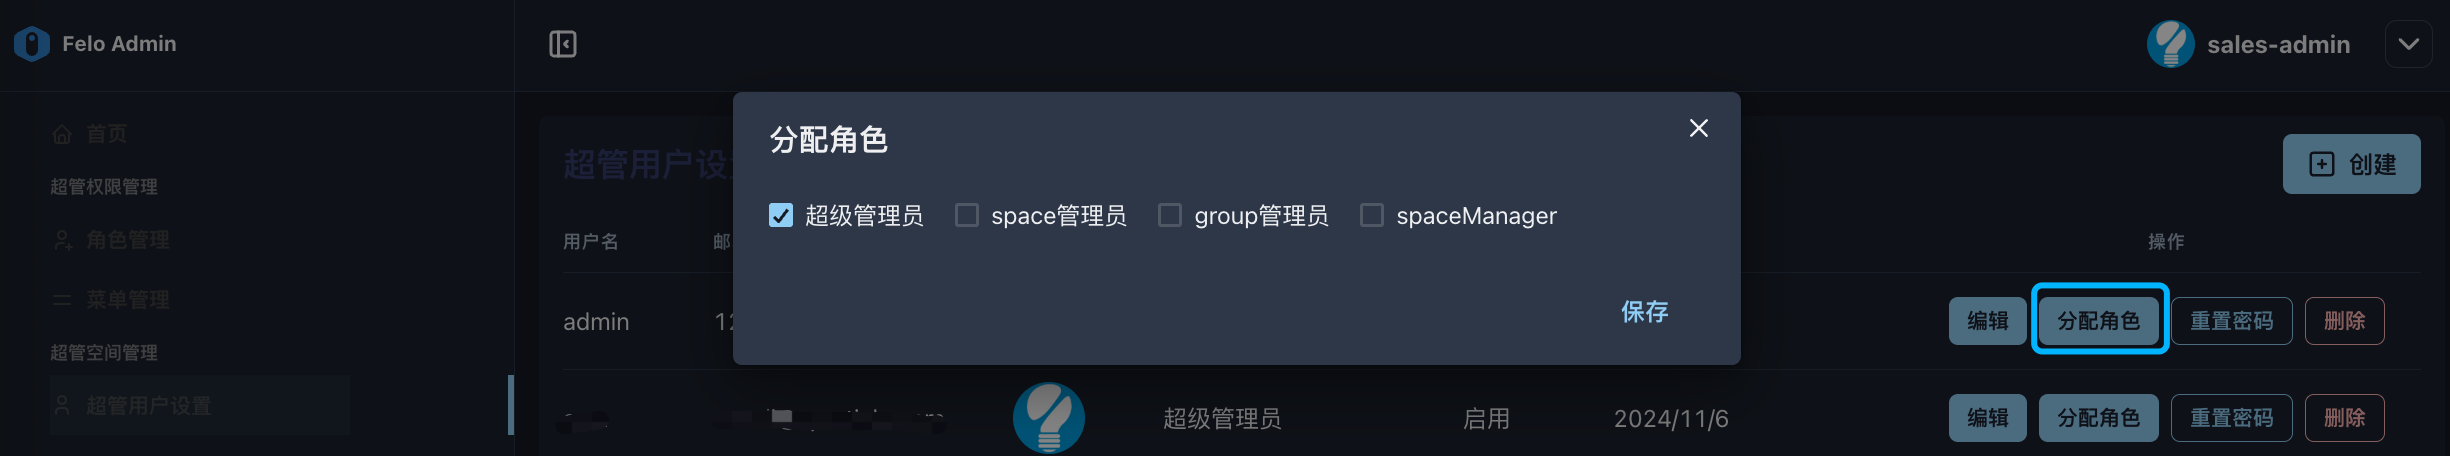 Felo Admin
sales-admin
首页
超管权限管理
角色管理
菜单管理
超管空间管理
超管用户设置
超管用户设
创建
分配角色
超级管理员 space管理员 group管理员 spaceManager
保存
用户名 邮 操作
admin 12 编辑 分配角色 重置密码 删除
超级管理员 启用 2024/11/6 编辑 分配角色 重置密码 删除